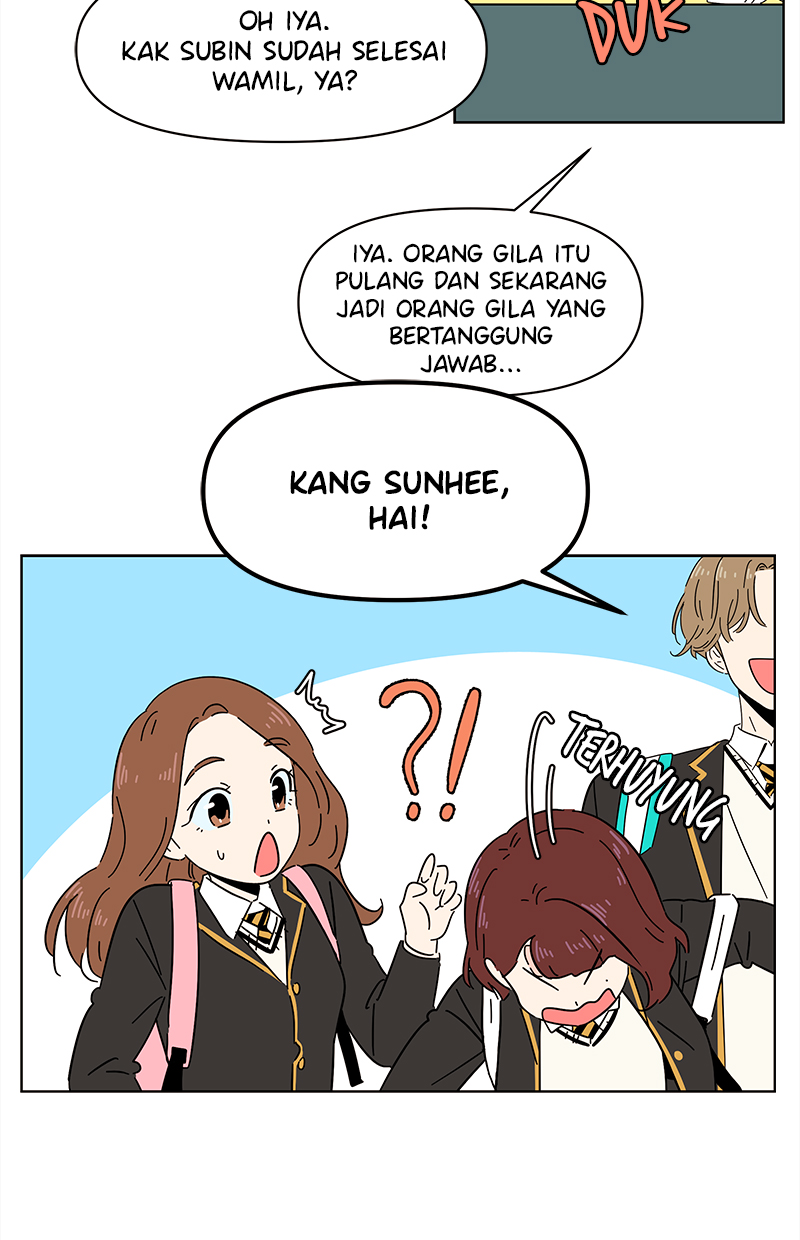 OH IYA.
KAK SUBIN SUDAH SELESAI
WAMIL, YA?
DUK
IYA. ORANG GILA ITU
PULANG DAN SEKARANG
JADI ORANG GILA YANG
BERTANGGUNG
JAWAB...
KANG SUNHEE,
HAI!
?!
TERHUYUNG